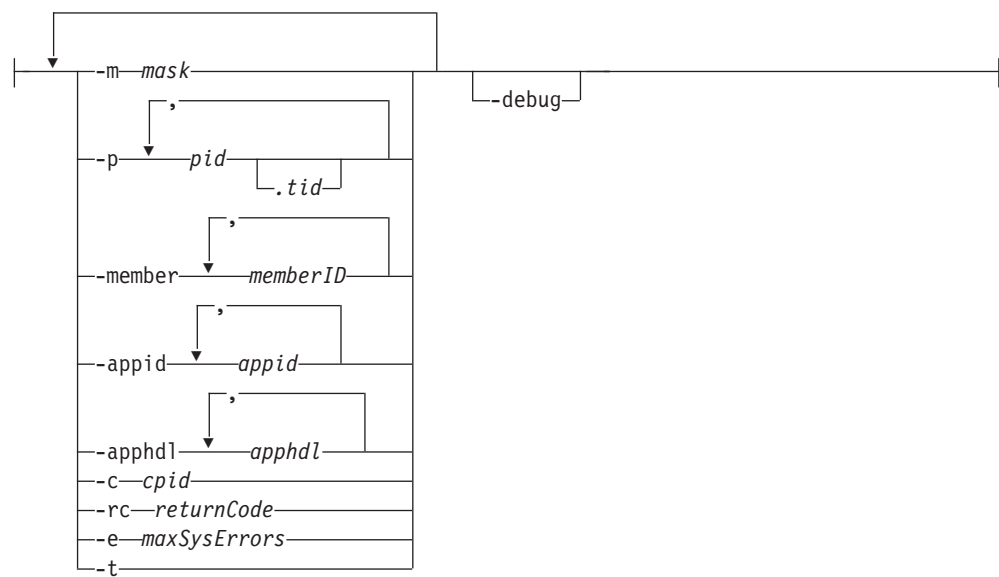 -m mask
-debug
,
-p pid
.tid
,
-member memberID
,
-appid appid
,
-apphdl apphdl
-c cpid
-rc returnCode
-e maxSysErrors
-t